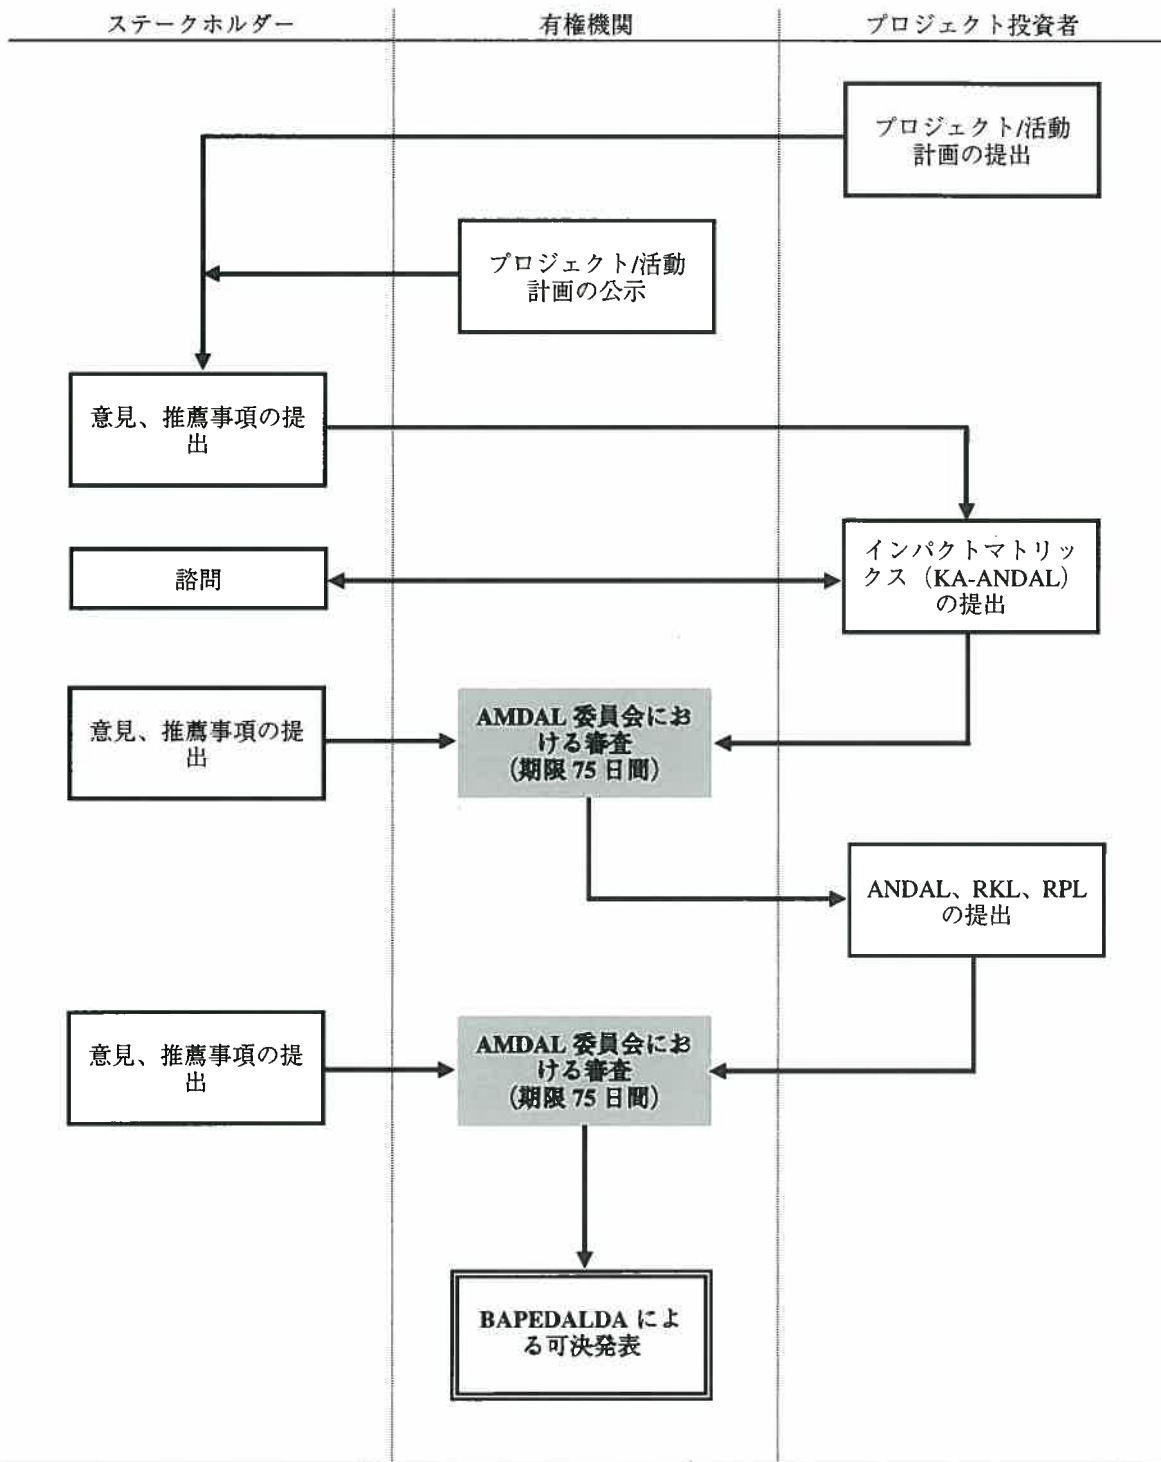 ステークホルダー
有権機関
プロジェクト投資者
プロジェクト/活動
計画の提出
プロジェクト/活動
計画の公示
意見、推薦事項の提
出
インパクトマトリッ
クス（KA-ANDAL）
の提出
諮問
意見、推薦事項の提
出
AMDAL 委員会にお
ける審査
（期限 75 日間）
ANDAL、RKL、RPL
の提出
意見、推薦事項の提
出
AMDAL 委員会にお
ける審査
（期限 75 日間）
BAPEDALDA によ
る可決発表